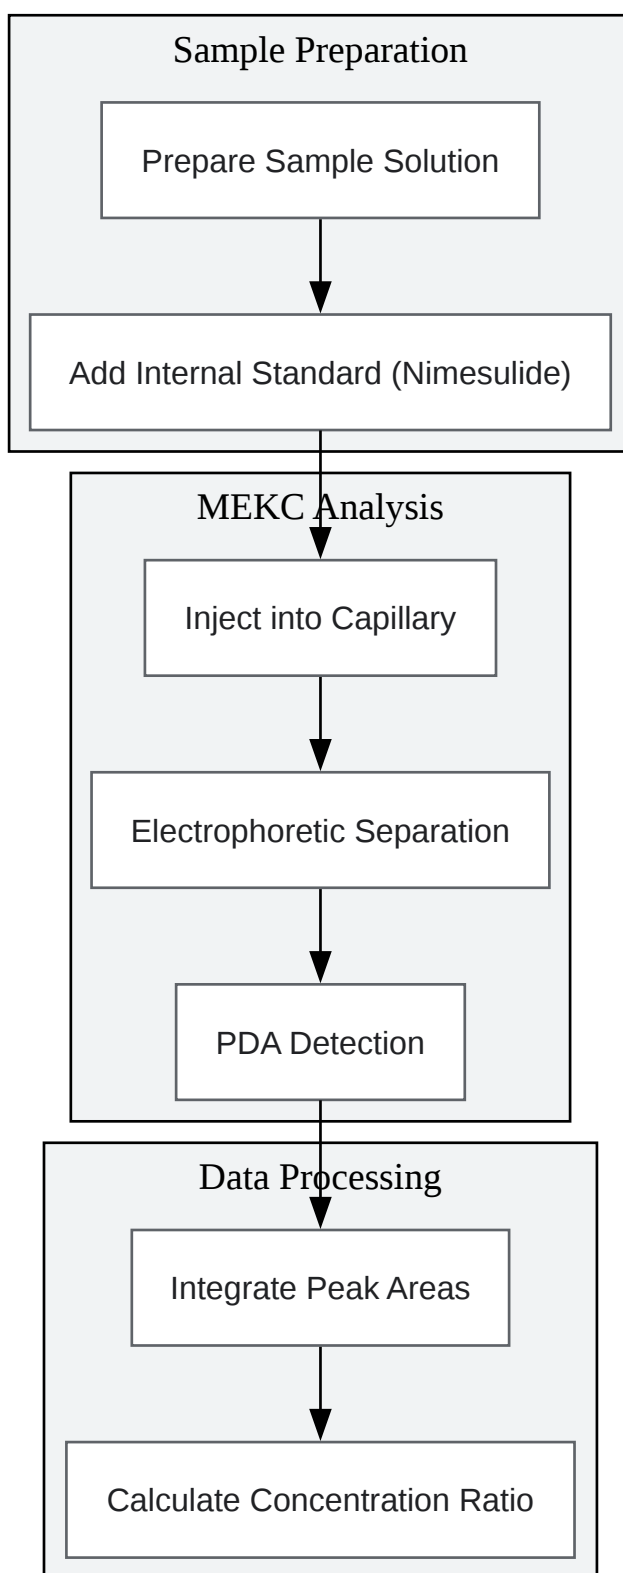 Sample Preparation
Prepare Sample Solution
Add Internal Standard (Nimesulide)
MEKC Analysis
Inject into Capillary
Electrophoretic Separation
PDA Detection
Data Processing
Integrate Peak Areas
Calculate Concentration Ratio